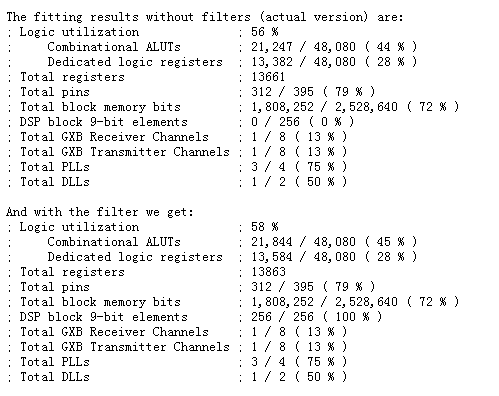 The fitting results without filters (actual version) are:
; Logic utilization ; 56 %
; Combinational ALUTs ; 21,247 / 48,080 ( 44 % )
; Dedicated logic registers ; 13,382 / 48,080 ( 28 % )
; Total registers ; 13661
; Total pins ; 312 / 395 ( 79 % )
; Total block memory bits ; 1,808,252 / 2,528,640 ( 72 % )
; DSP block 9-bit elements ; 0 / 256 ( 0 % )
; Total GXB Receiver Channels ; 1 / 8 ( 13 % )
; Total GXB Transmitter Channels ; 1 / 8 ( 13 % )
; Total PLLs ; 3 / 4 ( 75 % )
; Total DLLs ; 1 / 2 ( 50 % )
And with the filter we get:
; Logic utilization ; 58 %
; Combinational ALUTs ; 21,844 / 48,080 ( 45 % )
; Dedicated logic registers ; 13,584 / 48,080 ( 28 % )
; Total registers ; 13863
; Total pins ; 312 / 395 ( 79 % )
; Total block memory bits ; 1,808,252 / 2,528,640 ( 72 % )
; DSP block 9-bit elements ; 256 / 256 ( 100 % )
; Total GXB Receiver Channels ; 1 / 8 ( 13 % )
; Total GXB Transmitter Channels ; 1 / 8 ( 13 % )
; Total PLLs ; 3 / 4 ( 75 % )
; Total DLLs ; 1 / 2 ( 50 % )